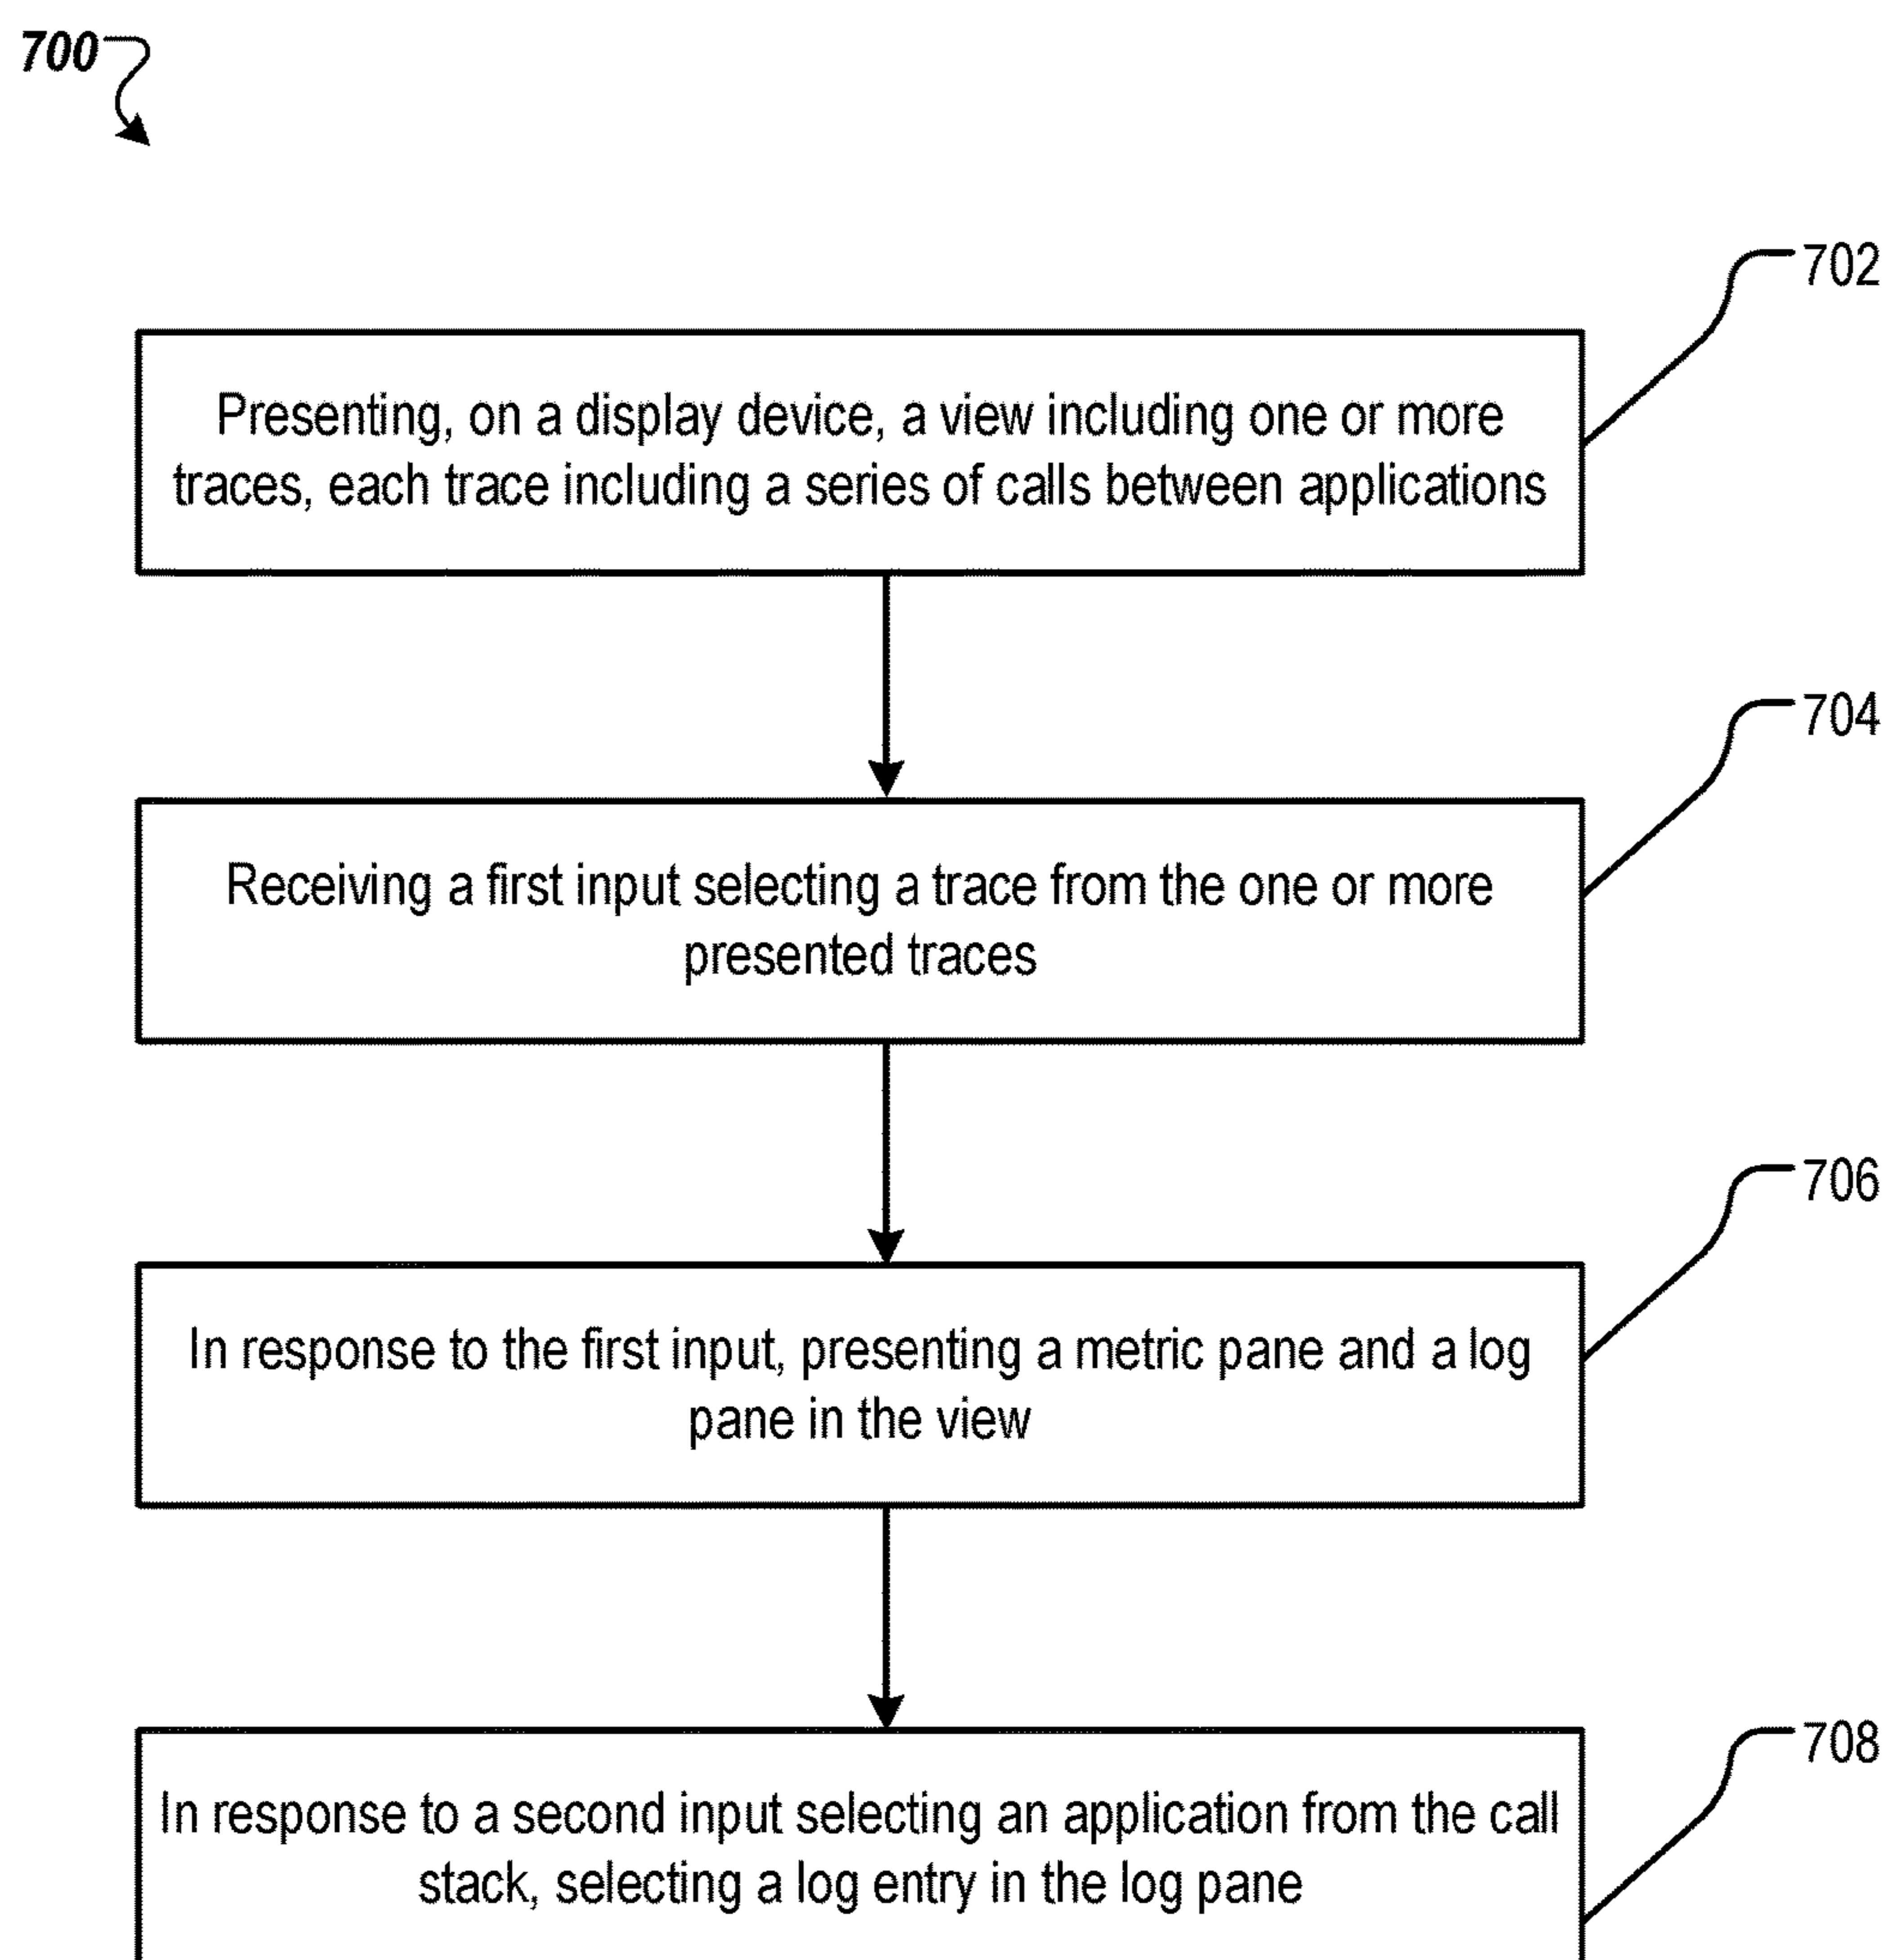 700
702
Presenting, on a display device, a view including one or more
traces, each trace including a series of calls between applications
704
Receiving a first input selecting a trace from the one or more
presented traces
706
In response to the first input, presenting a metric pane and a log
pane in the view
708
In response to a second input selecting an application from the call
stack, selecting a log entry in the log pane